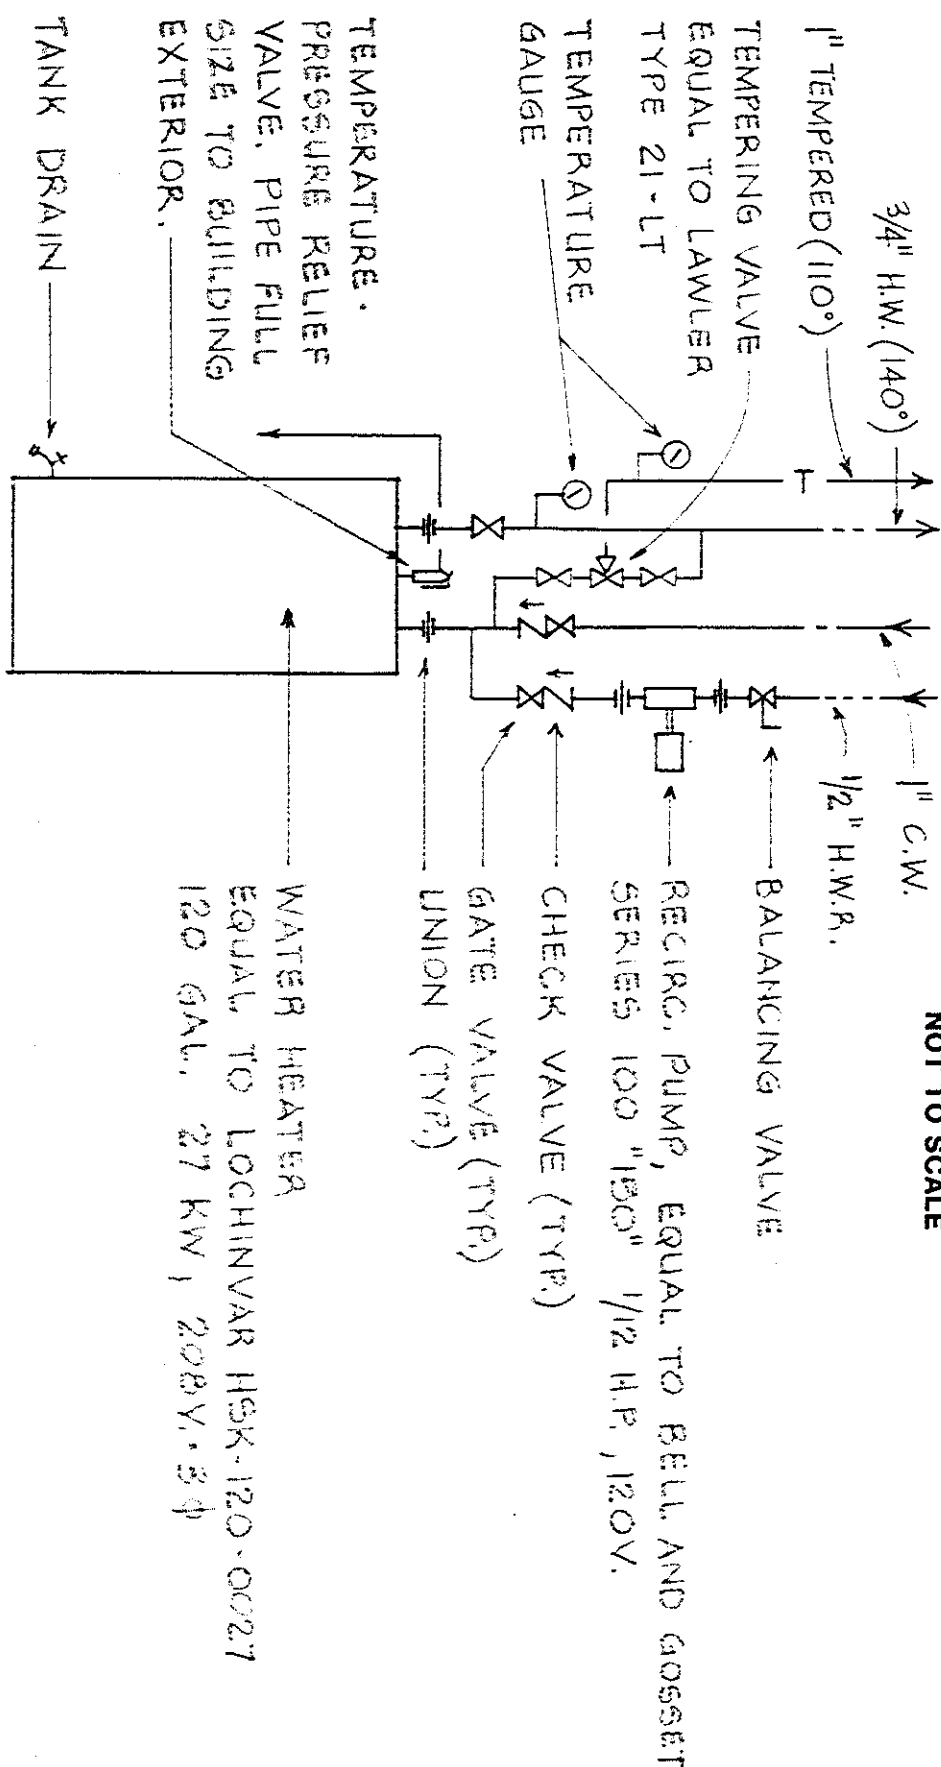 NOT TO SCALE
3/4" H.W. (140°)
1" TEMPERED (110°)
TEMPERING VALVE
EQUAL TO LAWLER
TYPE 21-LT
TEMPERATURE
GAUGE
TEMPERATURE-
PRESSURE RELIEF
VALVE. PIPE FULL
SIZE TO BUILDING
EXTERIOR.
TANK DRAIN
T
1" C.W.
1/2" H.W.R.
BALANCING VALVE
RECIRC. PUMP, EQUAL TO BELL AND GOSSET
SERIES 100 "150" 1/12 H.P., 120V.
CHECK VALVE (TYP.)
GATE VALVE (TYP.)
UNION (TYP.)
WATER HEATER
EQUAL TO LOCHINVAR HSK-120-0027
120 GAL. 27 KW, 208V.-3φ